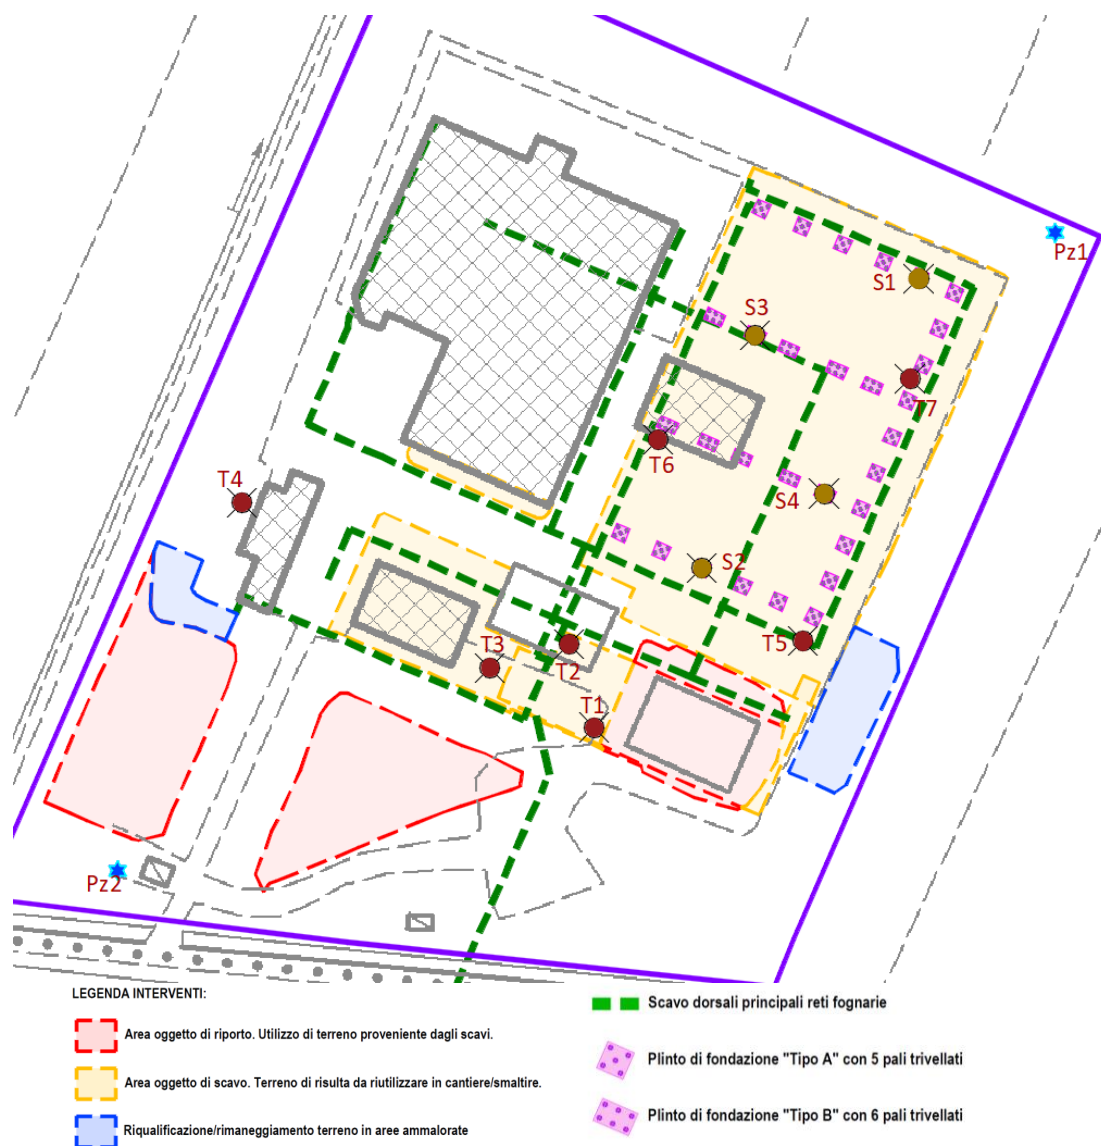 Pz1
S1
S3
T7
T6
T4
S4
S2
T5
T3
T2
T1
Pz2
LEGENDA INTERVENTI:
Area oggetto di riporto. Utilizzo di terreno proveniente dagli scavi.
Area oggetto di scavo. Terreno di risulta da riutilizzare in cantiere/smaltire.
Riqualificazione/rimaneggiamento terreno in aree ammalorate
Scavo dorsali principali reti fognarie
Plinto di fondazione "Tipo A" con 5 pali trivellati
Plinto di fondazione "Tipo B" con 6 pali trivellati